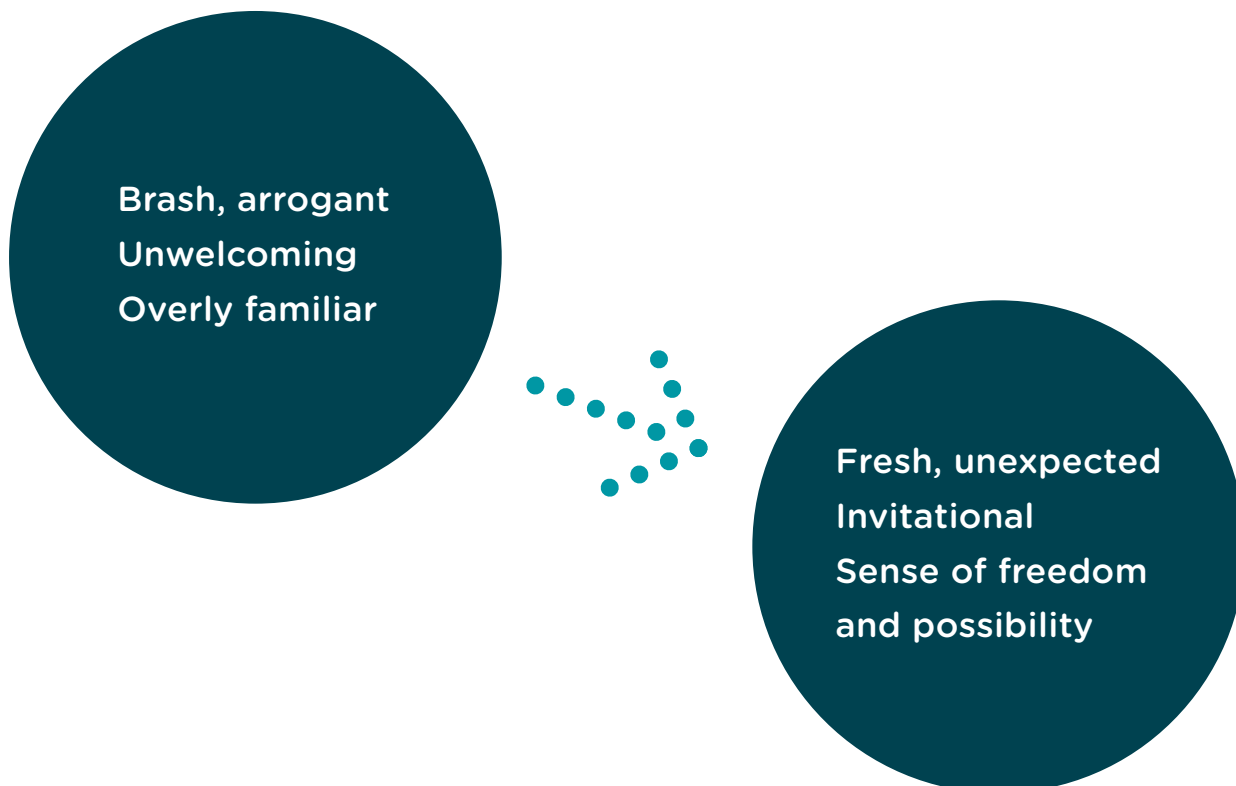 Brash, arrogant
Unwelcoming
Overly familiar
Fresh, unexpected
Invitational
Sense of freedom
and possibility